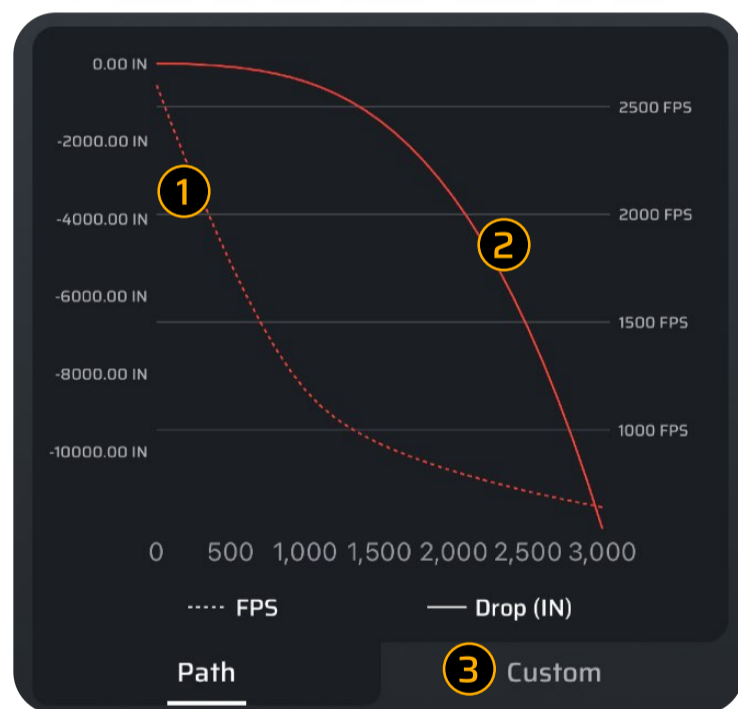 0.00 IN
2500 FPS
-2000.00 IN
1
2000 FPS
-4000.00 IN
2
-6000.00 IN
1500 FPS
-8000.00 IN
1000 FPS
-10000.00 IN
0 500 1,000 1,500 2,000 2,500 3,000
FPS Drop (IN)
Path 3 Custom